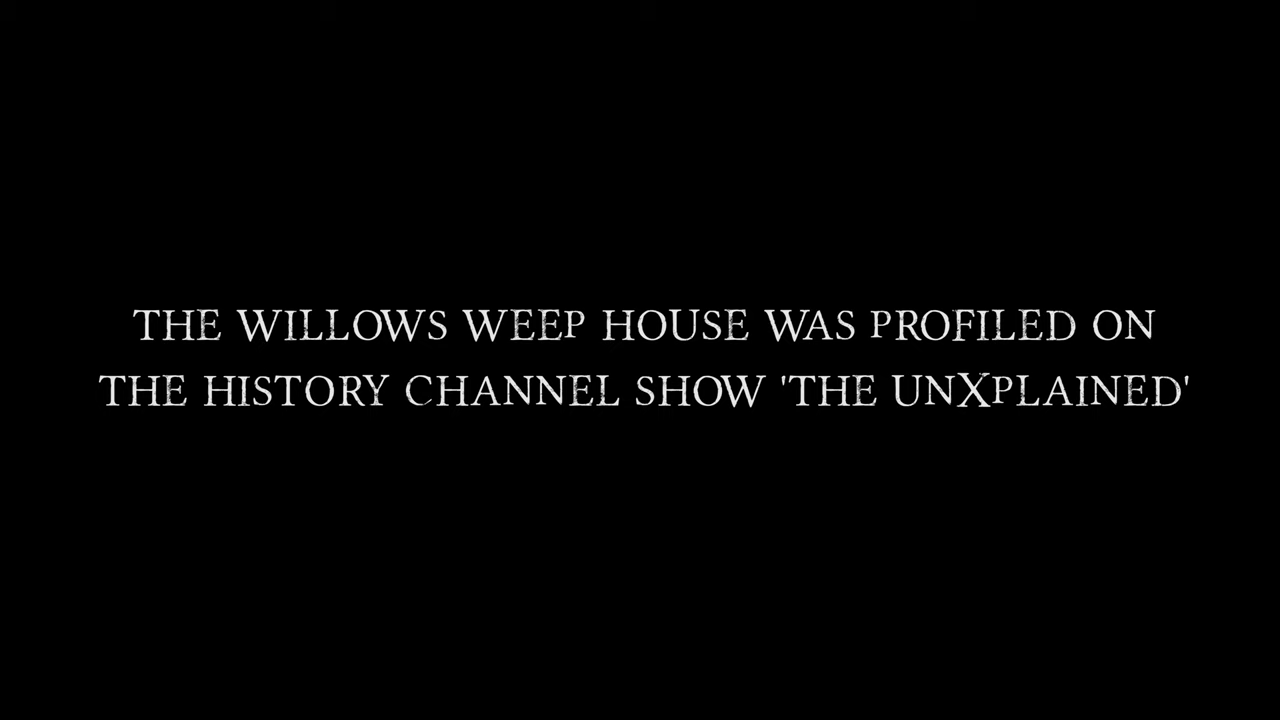 THE WILLOWS WEEP HOUSE WAS PROFILED ON
THE HISTORY CHANNEL SHOW 'THE UNXPLAINED'